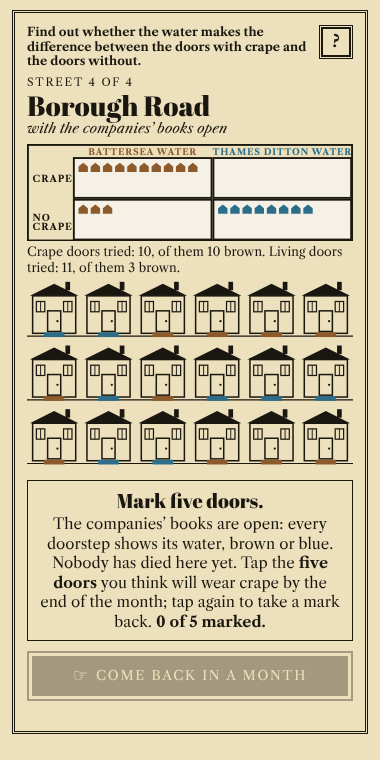 Find out whether the water makes the
difference between the doors with crape and
the doors without.
?
STREET 4 OF 4
Borough Road
with the companies' books open
BATTERSEA WATER
THAMES DITTON WATER
CRAPE
NO
CRAPE
Crape doors tried: 10, of them 10 brown. Living doors
tried: 11, of them 3 brown.
Mark five doors.
The companies' books are open: every
doorstep shows its water, brown or blue.
Nobody has died here yet. Tap the five
doors you think will wear crape by the
end of the month; tap again to take a mark
back. 0 of 5 marked.
☞ COME BACK IN A MONTH